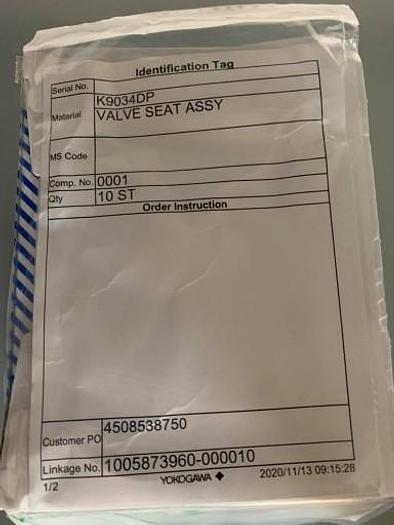 Identification Tag
Serial No.
Material K9034DP
VALVE SEAT ASSY
MS Code
Comp. No. 0001
Qty 10 ST
Order Instruction
Customer PO 4508538750
Linkage No. 1005873960-000010
1/2 YOKOGAWA 2020/11/13 09:15:28